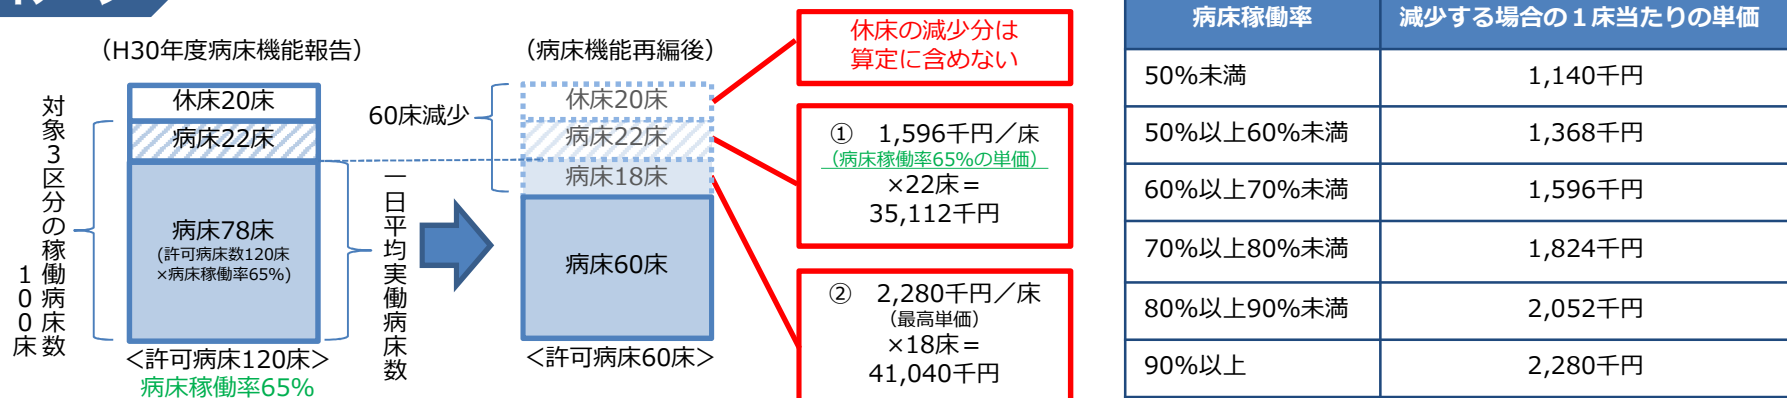 （H30年度病床機能報告）
休床20床
病床22床
病床78床
(許可病床数120床
×病床稼働率65%)
対象３区分の稼働病床数
１００床
一日平均実働病床数
＜許可病床120床＞
病床稼働率65%
（病床機能再編後）
60床減少
休床20床
病床22床
病床18床
病床60床
＜許可病床60床＞
休床の減少分は
算定に含めない
①　1,596千円／床
（病床稼働率65%の単価）
×22床＝
35,112千円
②　2,280千円／床
（最高単価）
×18床＝
41,040千円
病床稼働率　減少する場合の１床当たりの単価
50%未満　1,140千円
50%以上60%未満　1,368千円
60%以上70%未満　1,596千円
70%以上80%未満　1,824千円
80%以上90%未満　2,052千円
90%以上　2,280千円